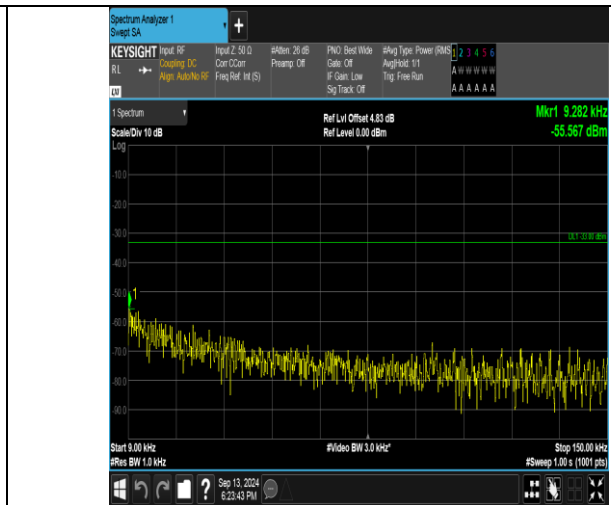 Spectrum Analyzer 1
Swept SA
+
KEYSIGHT Input: RF Input Z: 50 Ω #Atten: 26 dB PNO: Best Wide #Avg Type: Power (RMS 1 2 3 4 5 6
RL Coupling: DC Corr CCorr Preamp: Off Gate: Off Avg|Hold: 1/1 A W W W W W
Align: Auto/No RF Freq Ref: Int (S) IF Gain: Low Trig: Free Run
LXI Sig Track: Off A A A A A A
1 Spectrum Ref Lvl Offset 4.83 dB Mkr1 9.282 kHz
Scale/Div 10 dB Ref Level 0.00 dBm -55.567 dBm
Log
-10.0
-20.0
-30.0
-40.0
-50.0
1
-60.0
-70.0
-80.0
-90.0
Start 9.00 kHz #Video BW 3.0 kHz* Stop 150.00 kHz
#Res BW 1.0 kHz #Sweep 1.00 s (1001 pts)
? Sep 13, 2024
6:23:43 PM